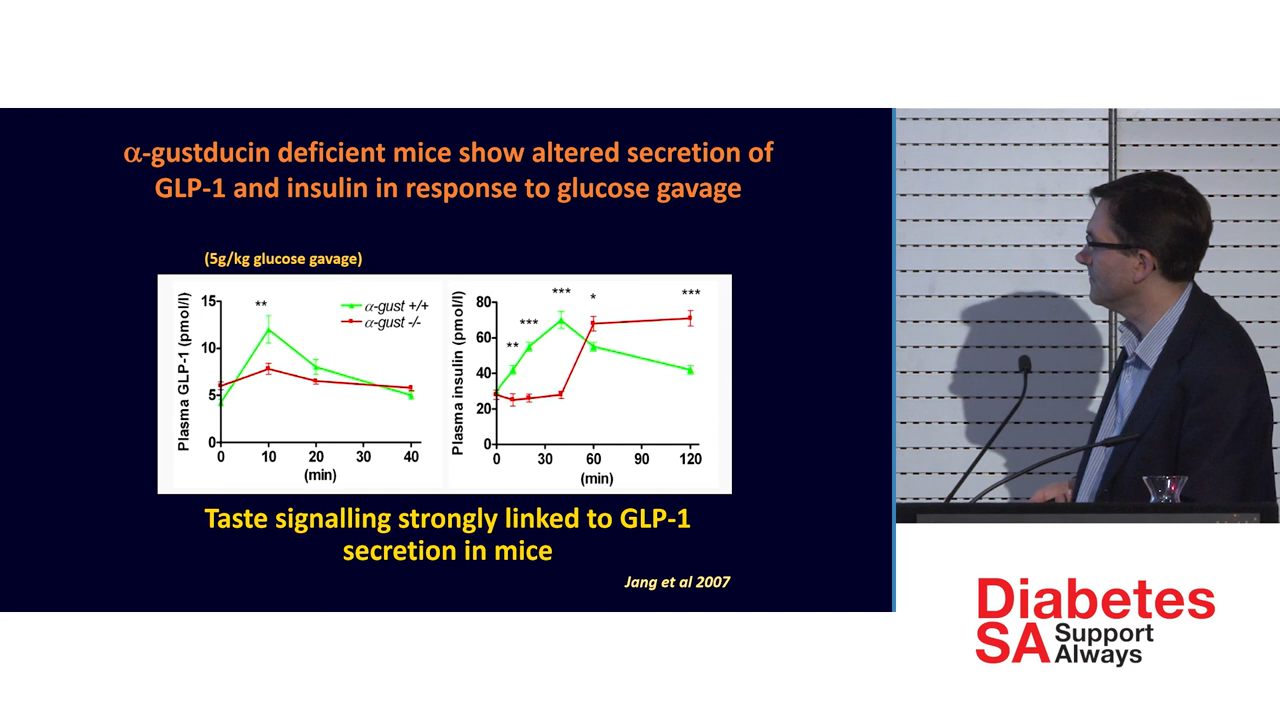 α-gustducin deficient mice show altered secretion of
GLP-1 and insulin in response to glucose gavage
(5g/kg glucose gavage)
Plasma GLP-1 (pmol/l)
15
10
5
0
0 10 20 30 40
(min)
**
α-gust +/+
α-gust -/-
Plasma insulin (pmol/l)
80
60
40
20
0
0 30 60 90 120
(min)
** *** *** * ***
Taste signalling strongly linked to GLP-1
secretion in mice
Jang et al 2007
Diabetes
SA Support
Always